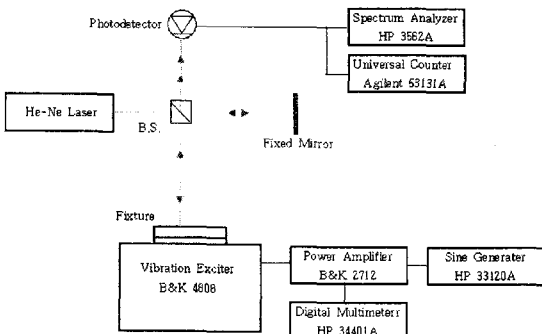 Photodetector
Spectrum Analyzer
HP 3562A
Universal Counter
Agilent 53131A
He-Ne Laser
B.S.
Fixed Mirror
Fixture
Vibration Exciter
B&K 4808
Power Amplifier
B&K 2712
Sine Generater
HP 33120A
Digital Multimeterr
HP 34401A